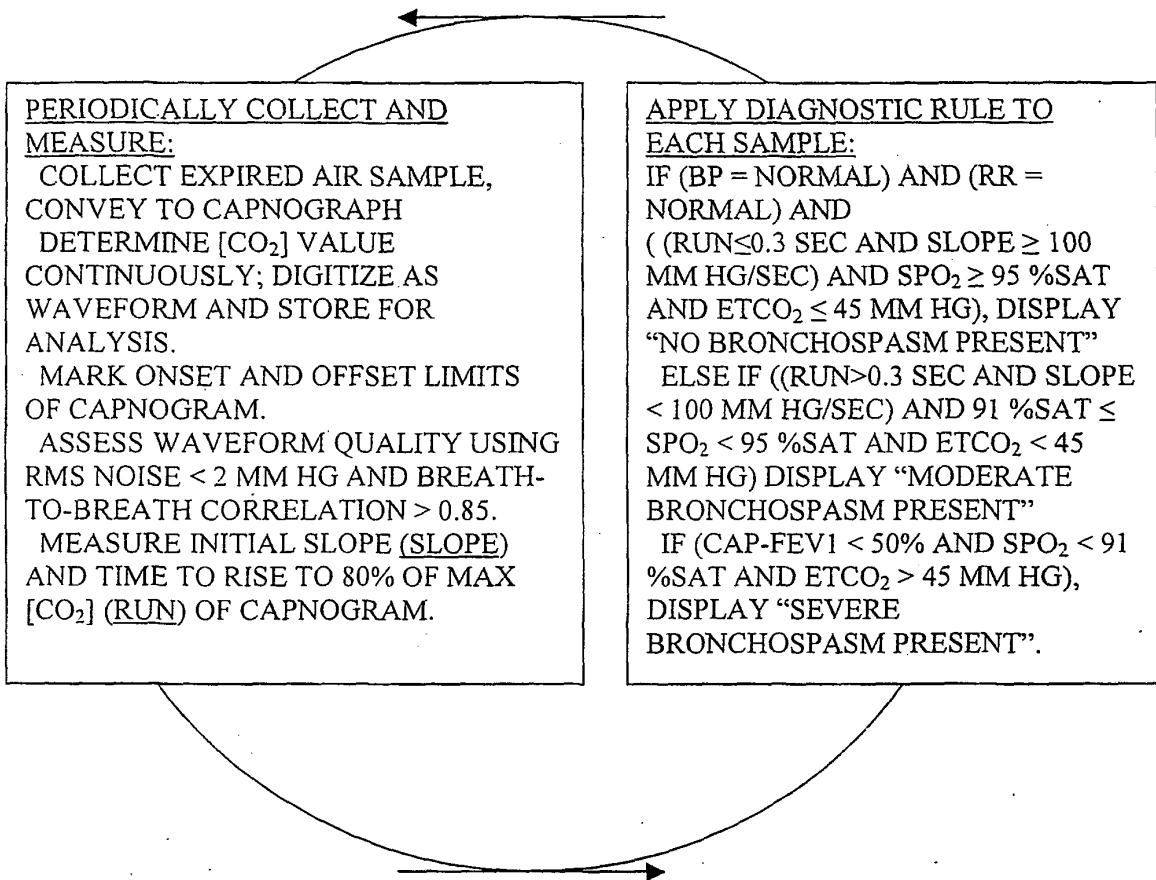 PERIODICALLY COLLECT AND
MEASURE:
COLLECT EXPIRED AIR SAMPLE,
CONVEY TO CAPNOGRAPH
DETERMINE [CO₂] VALUE
CONTINUOUSLY; DIGITIZE AS
WAVEFORM AND STORE FOR
ANALYSIS.
MARK ONSET AND OFFSET LIMITS
OF CAPNOGRAM.
ASSESS WAVEFORM QUALITY USING
RMS NOISE < 2 MM HG AND BREATH-
TO-BREATH CORRELATION > 0.85.
MEASURE INITIAL SLOPE (SLOPE)
AND TIME TO RISE TO 80% OF MAX
[CO₂] (RUN) OF CAPNOGRAM.
APPLY DIAGNOSTIC RULE TO
EACH SAMPLE:
IF (BP = NORMAL) AND (RR =
NORMAL) AND
( (RUN≤0.3 SEC AND SLOPE ≥ 100
MM HG/SEC) AND SPO₂ ≥ 95 %SAT
AND ETCO₂ ≤ 45 MM HG), DISPLAY
“NO BRONCHOSPASM PRESENT”
ELSE IF ((RUN>0.3 SEC AND SLOPE
< 100 MM HG/SEC) AND 91 %SAT ≤
SPO₂ < 95 %SAT AND ETCO₂ < 45
MM HG) DISPLAY “MODERATE
BRONCHOSPASM PRESENT”
IF (CAP-FEV1 < 50% AND SPO₂ < 91
%SAT AND ETCO₂ > 45 MM HG),
DISPLAY “SEVERE
BRONCHOSPASM PRESENT”.